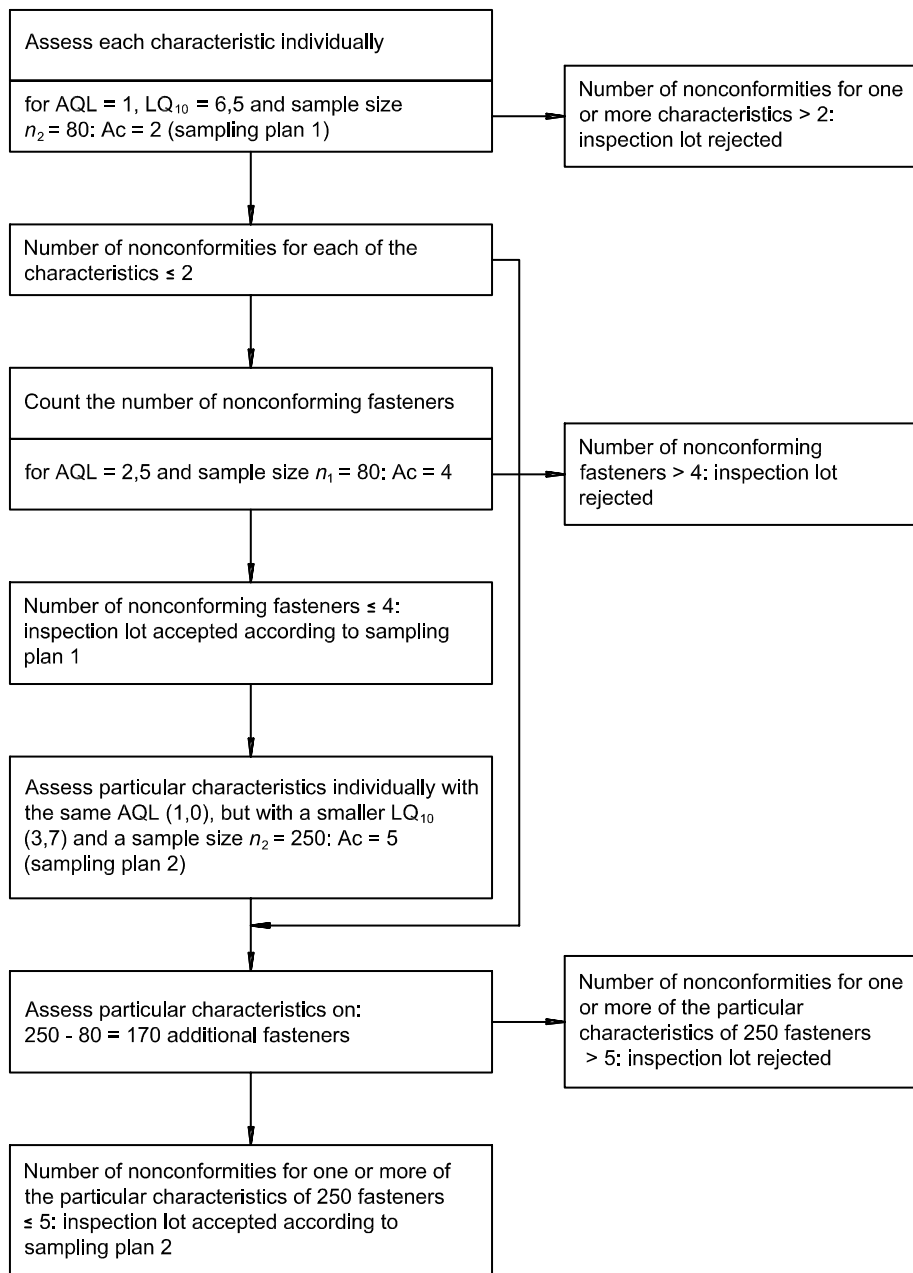 Assess each characteristic individually
for AQL = 1, LQ₁₀ = 6,5 and sample size
n₂ = 80: Ac = 2 (sampling plan 1)
Number of nonconformities for one
or more characteristics > 2:
inspection lot rejected
Number of nonconformities for each of the
characteristics ≤ 2
Count the number of nonconforming fasteners
for AQL = 2,5 and sample size n₁ = 80: Ac = 4
Number of nonconforming
fasteners > 4: inspection lot
rejected
Number of nonconforming fasteners ≤ 4:
inspection lot accepted according to sampling
plan 1
Assess particular characteristics individually with
the same AQL (1,0), but with a smaller LQ₁₀
(3,7) and a sample size n₂ = 250: Ac = 5
(sampling plan 2)
Assess particular characteristics on:
250 - 80 = 170 additional fasteners
Number of nonconformities for one
or more of the particular
characteristics of 250 fasteners
> 5: inspection lot rejected
Number of nonconformities for one or more of
the particular characteristics of 250 fasteners
≤ 5: inspection lot accepted according to
sampling plan 2